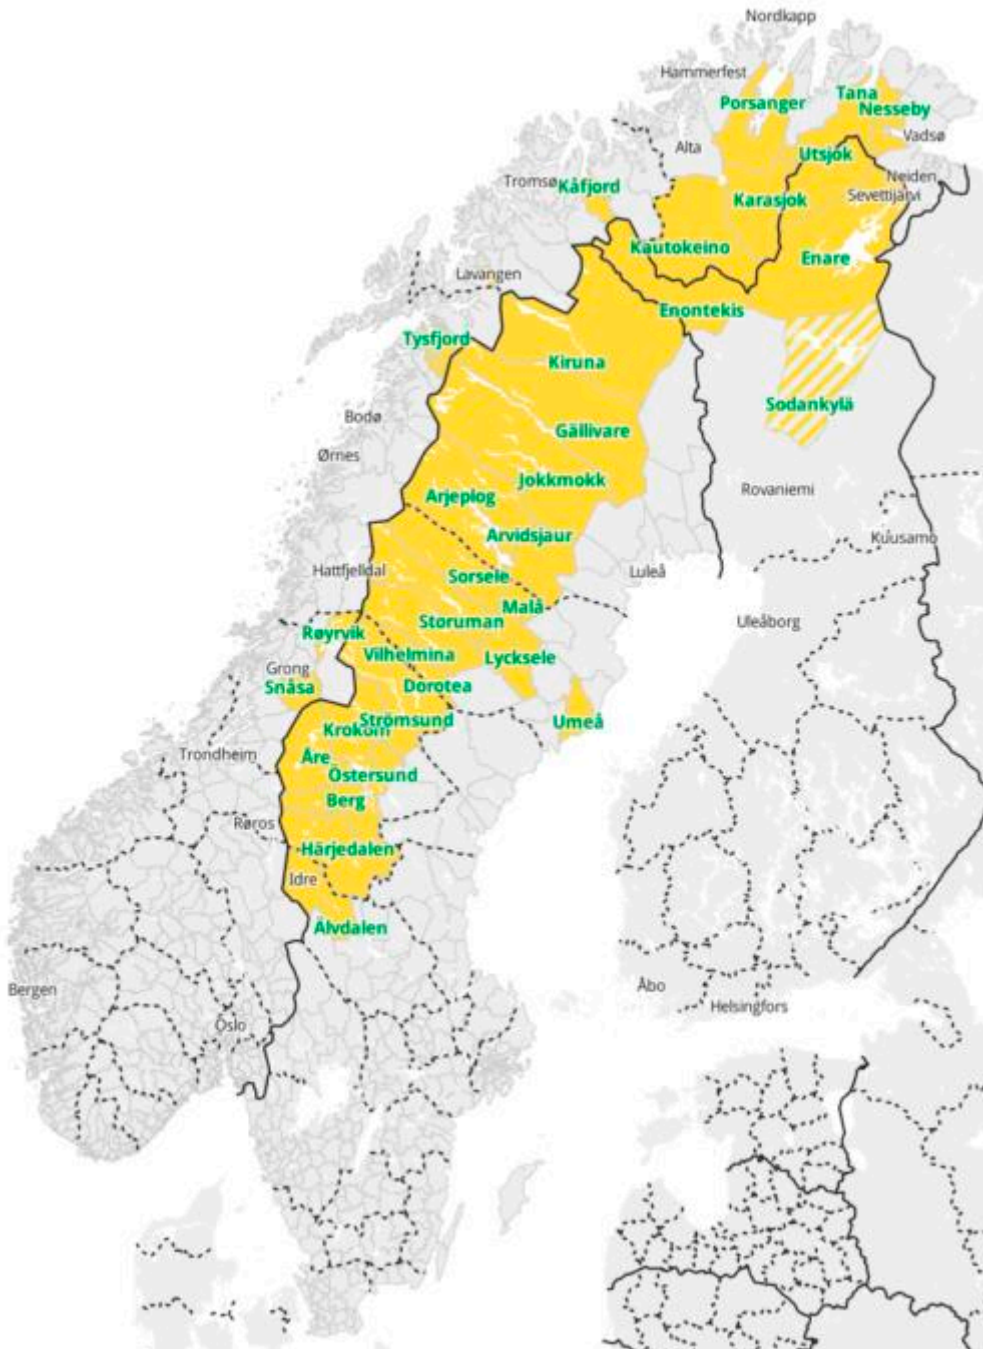 Nordkapp
Hammerfest
Porsanger
Tana
Nesseby
Alta
Vadsø
Utsjok
Neiden
Tromsø
Kåfjord
Karasjok
Sevettijärvi
Kautokeino
Enare
Lavangen
Enontekis
Tysfjord
Kiruna
Sodankylä
Bodø
Gällivare
Ørnes
Jokkmokk
Arjeplog
Rovaniemi
Arvidsjaur
Kuusamo
Hattfjelldal
Sorsele
Luleå
Malå
Storuman
Uleåborg
Røyrvik
Vilhelmina
Lycksele
Grong
Snåsa
Dorotea
Strömsund
Umeå
Krokom
Trondheim
Åre
Östersund
Berg
Røros
Härjedalen
Idre
Älvdalen
Bergen
Åbo
Helsingfors
Oslo